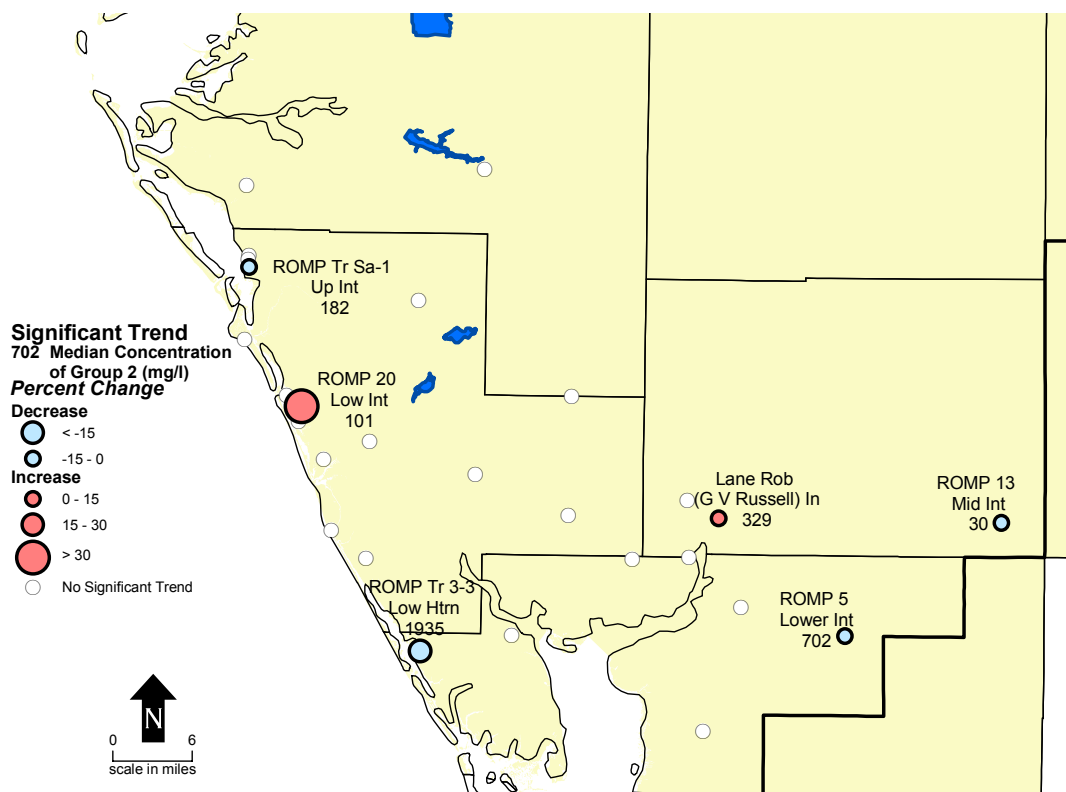 ROMP Tr Sa-1
Up Int
182
Significant Trend
702 Median Concentration
of Group 2 (mg/l)
Percent Change
Decrease
< -15
-15 - 0
Increase
0 - 15
15 - 30
> 30
No Significant Trend
ROMP 20
Low Int
101
Lane Rob
(G V Russell) In
329
ROMP 13
Mid Int
30
ROMP Tr 3-3
Low Htrn
1935
ROMP 5
Lower Int
702
N
0 6
scale in miles